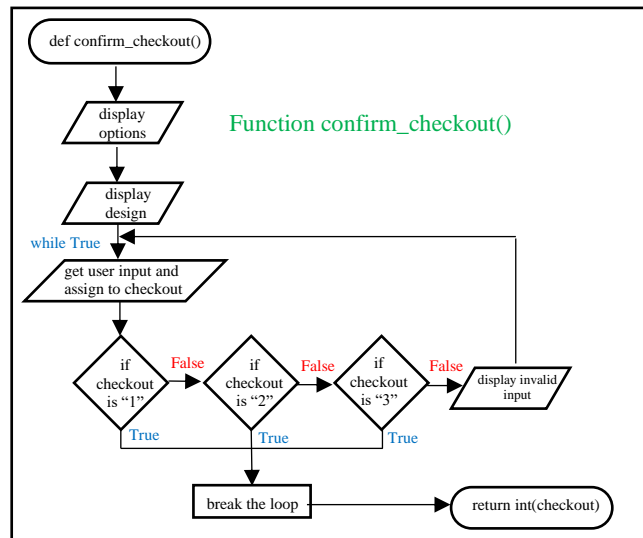 def confirm_checkout()
display
options
Function confirm_checkout()
display
design
while True
get user input and
assign to checkout
if
checkout
is “1”
False
if
checkout
is “2”
False
if
checkout
is “3”
False
display invalid
input
True
True
True
break the loop
return int(checkout)